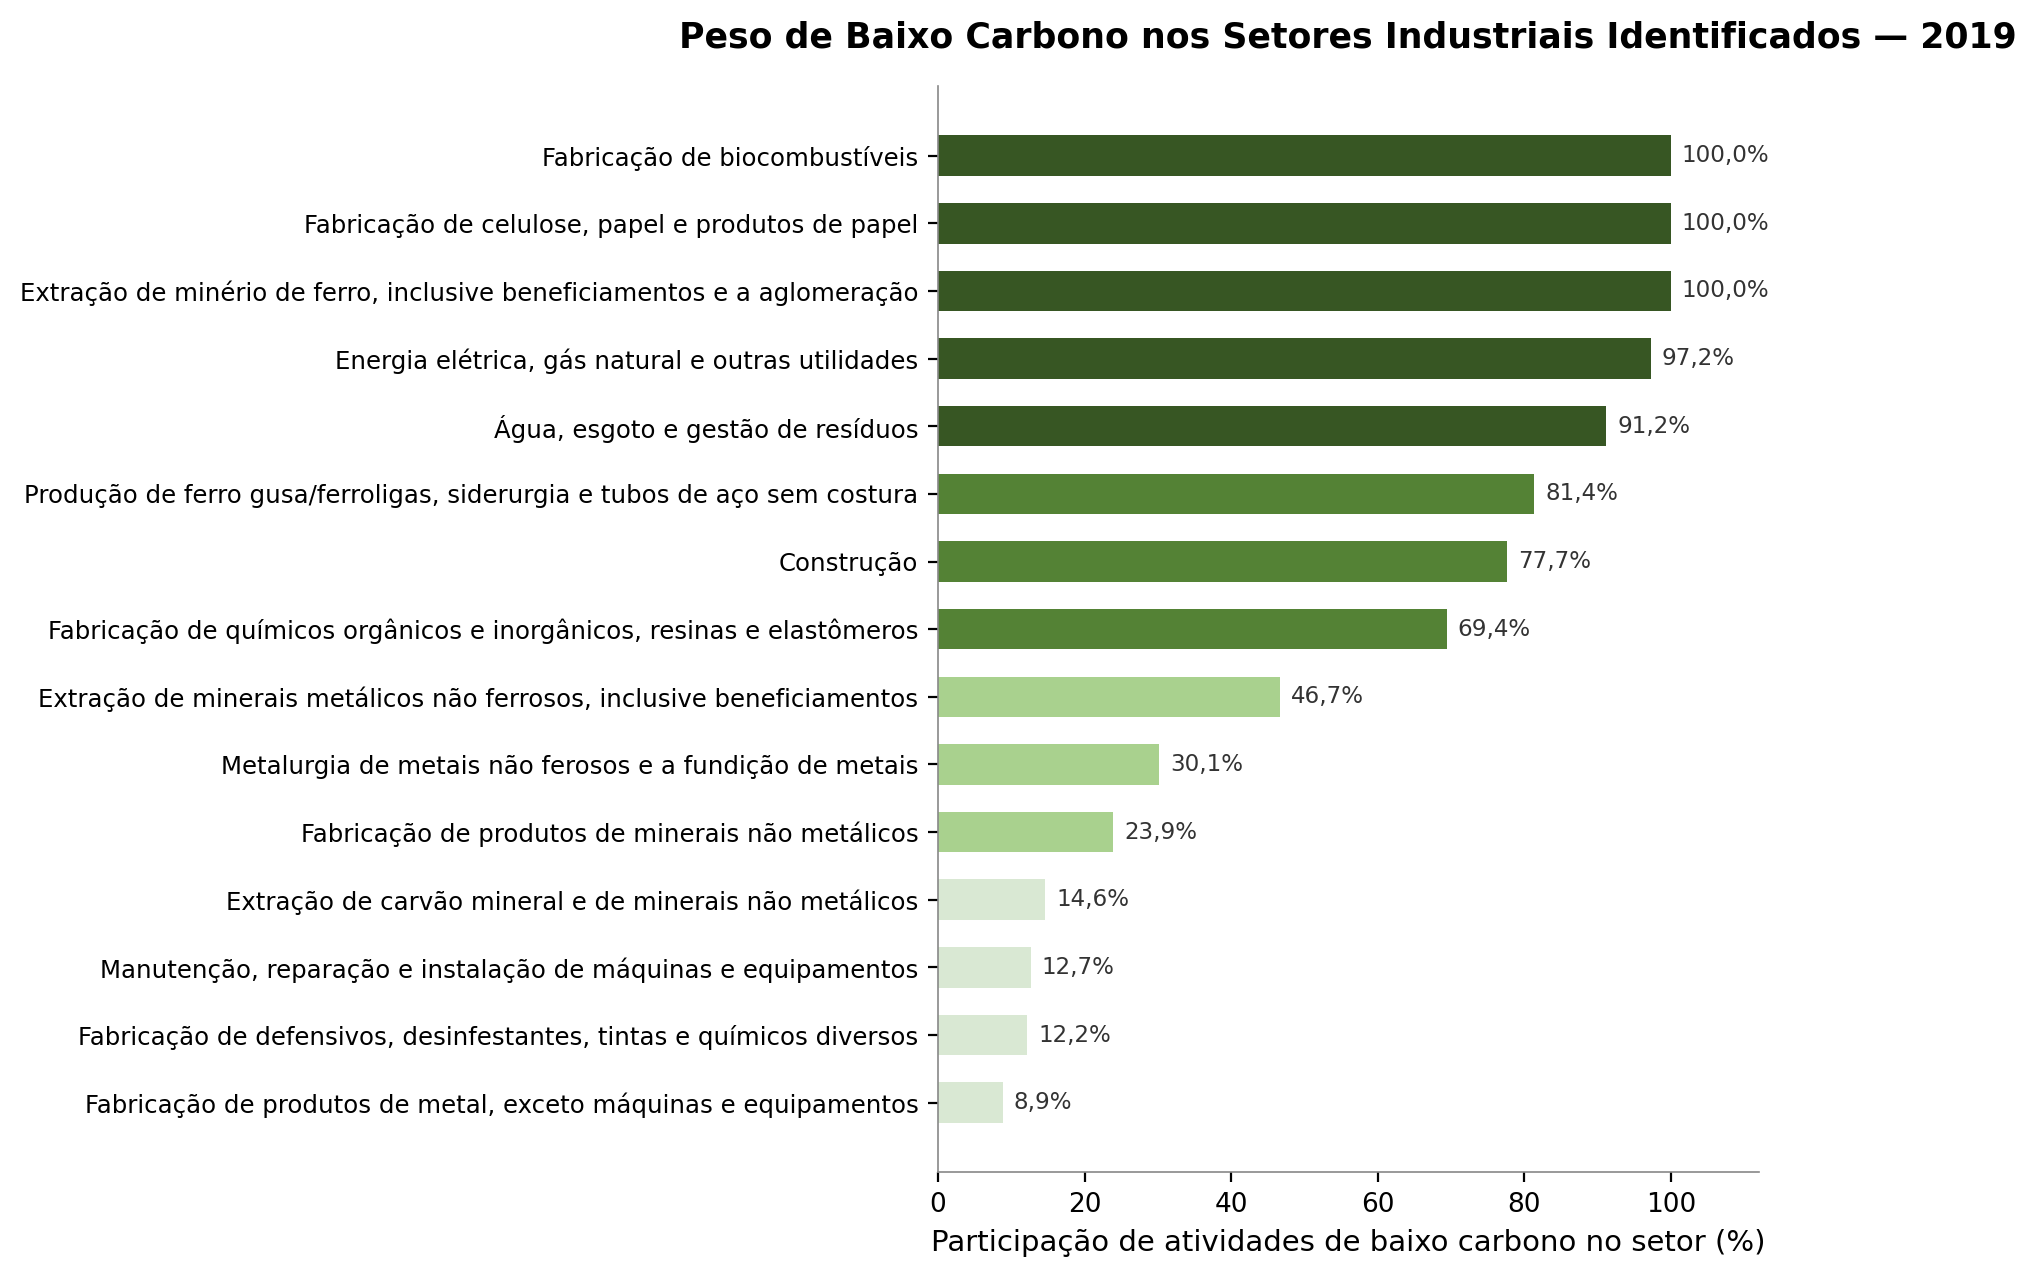 Peso de Baixo Carbono nos Setores Industriais Identificados — 2019
Fabricação de biocombustíveis 100,0%
Fabricação de celulose, papel e produtos de papel 100,0%
Extração de minério de ferro, inclusive beneficiamentos e a aglomeração 100,0%
Energia elétrica, gás natural e outras utilidades 97,2%
Água, esgoto e gestão de resíduos 91,2%
Produção de ferro gusa/ferroligas, siderurgia e tubos de aço sem costura 81,4%
Construção 77,7%
Fabricação de químicos orgânicos e inorgânicos, resinas e elastômeros 69,4%
Extração de minerais metálicos não ferrosos, inclusive beneficiamentos 46,7%
Metalurgia de metais não ferosos e a fundição de metais 30,1%
Fabricação de produtos de minerais não metálicos 23,9%
Extração de carvão mineral e de minerais não metálicos 14,6%
Manutenção, reparação e instalação de máquinas e equipamentos 12,7%
Fabricação de defensivos, desinfestantes, tintas e químicos diversos 12,2%
Fabricação de produtos de metal, exceto máquinas e equipamentos 8,9%
0 20 40 60 80 100
Participação de atividades de baixo carbono no setor (%)